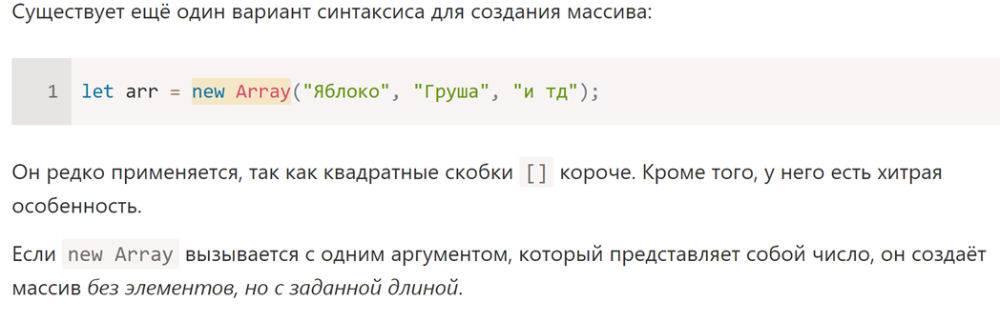 Существует ещё один вариант синтаксиса для создания массива:
1 let arr = new Array("Яблоко", "Груша", "и тд");
Он редко применяется, так как квадратные скобки [] короче. Кроме того, у него есть хитрая
особенность.
Если new Array вызывается с одним аргументом, который представляет собой число, он создаёт
массив без элементов, но с заданной длиной.